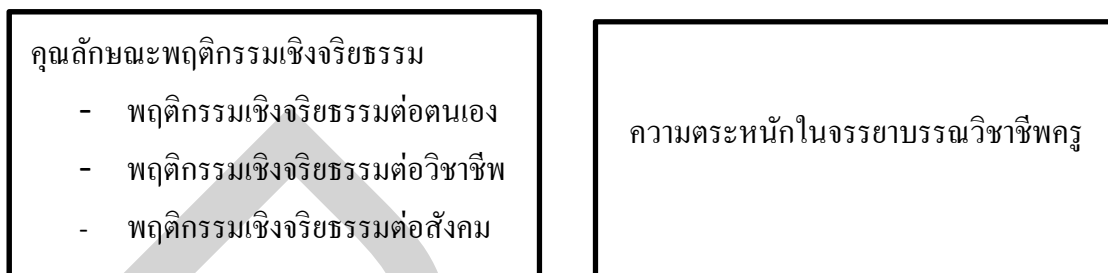 คุณลักษณะพฤติกรรมเชิงจริยธรรม
- พฤติกรรมเชิงจริยธรรมต่อตนเอง
- พฤติกรรมเชิงจริยธรรมต่อวิชาชีพ
- พฤติกรรมเชิงจริยธรรมต่อสังคม
ความตระหนักในจรรยาบรรณวิชาชีพครู